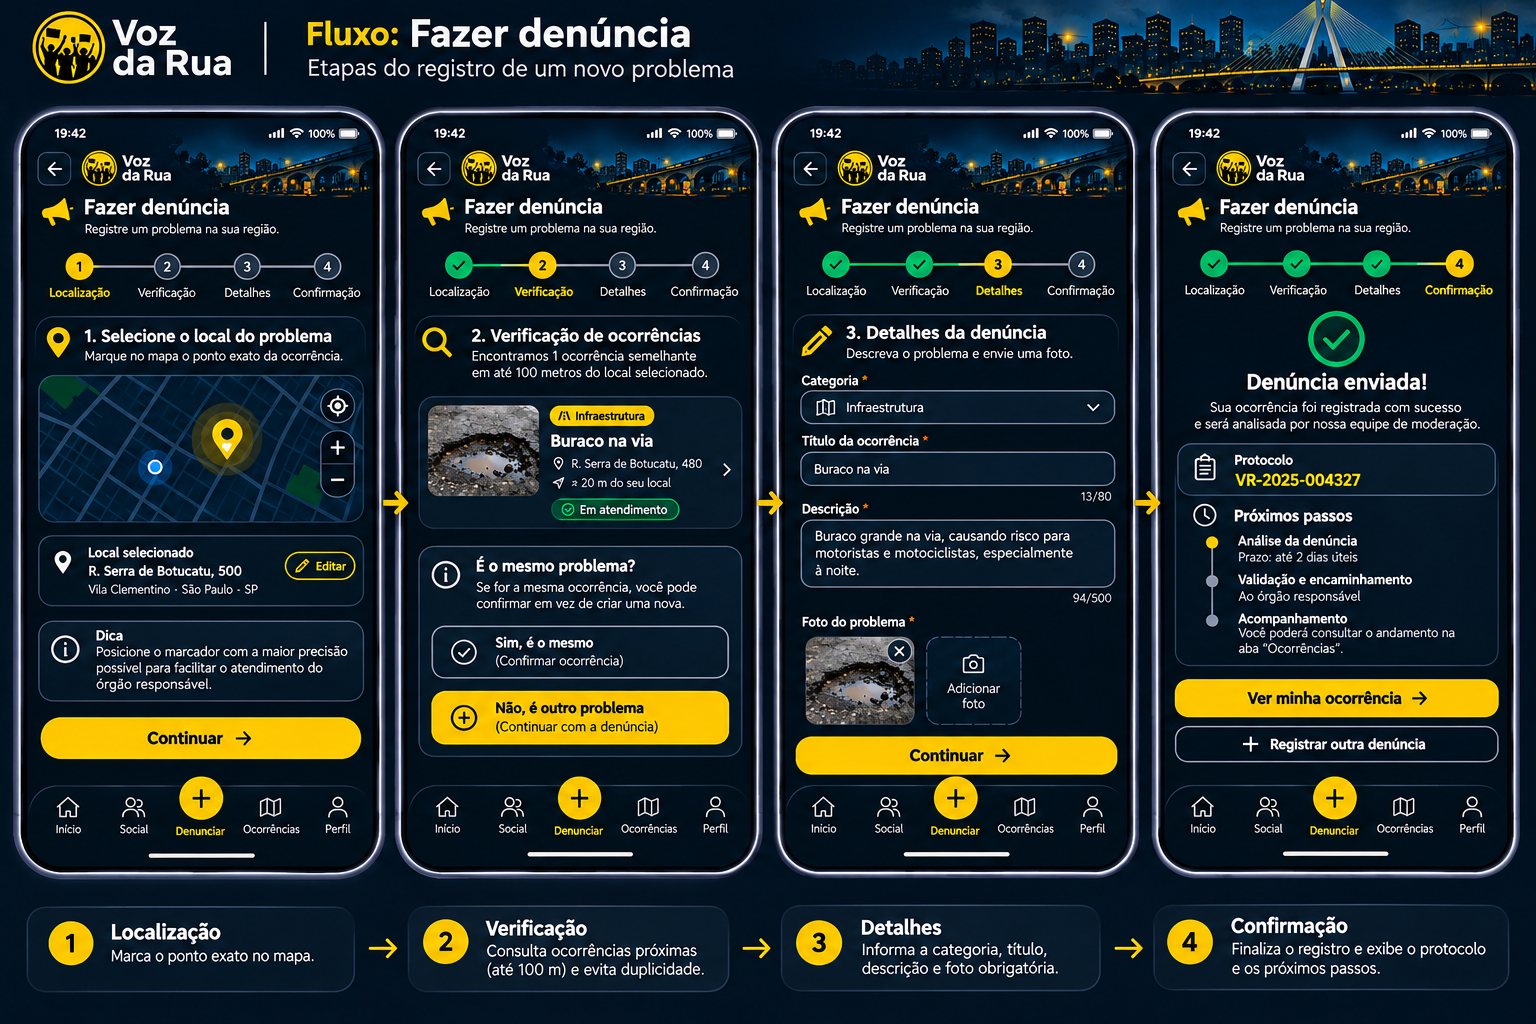 Voz
da Rua
Fluxo: Fazer denúncia
Etapas do registro de um novo problema
19:42
100%
Voz
da Rua
Fazer denúncia
Registre um problema na sua região.
1
2
3
4
Localização
Verificação
Detalhes
Confirmação
1. Selecione o local do problema
Marque no mapa o ponto exato da ocorrência.
+
−
Local selecionado
R. Serra de Botucatu, 500
Vila Clementino · São Paulo - SP
Editar
Dica
Posicione o marcador com a maior precisão
possível para facilitar o atendimento do
órgão responsável.
Continuar →
Início
Social
Denunciar
Ocorrências
Perfil
19:42
100%
Voz
da Rua
Fazer denúncia
Registre um problema na sua região.
2
3
4
Localização
Verificação
Detalhes
Confirmação
2. Verificação de ocorrências
Encontramos 1 ocorrência semelhante
em até 100 metros do local selecionado.
Infraestrutura
Buraco na via
R. Serra de Botucatu, 480
≈ 20 m do seu local
Em atendimento
É o mesmo problema?
Se for a mesma ocorrência, você pode
confirmar em vez de criar uma nova.
Sim, é o mesmo
(Confirmar ocorrência)
Não, é outro problema
(Continuar com a denúncia)
Início
Social
Denunciar
Ocorrências
Perfil
19:42
100%
Voz
da Rua
Fazer denúncia
Registre um problema na sua região.
3
4
Localização
Verificação
Detalhes
Confirmação
3. Detalhes da denúncia
Descreva o problema e envie uma foto.
Categoria *
Infraestrutura
Título da ocorrência *
Buraco na via
13/80
Descrição *
Buraco grande na via, causando risco para
motoristas e motociclistas, especialmente
à noite.
94/500
Foto do problema *
Adicionar
foto
Continuar →
Início
Social
Denunciar
Ocorrências
Perfil
19:42
100%
Voz
da Rua
Fazer denúncia
Registre um problema na sua região.
4
Localização
Verificação
Detalhes
Confirmação
Denúncia enviada!
Sua ocorrência foi registrada com sucesso
e será analisada por nossa equipe de moderação.
Protocolo
VR-2025-004327
Próximos passos
Análise da denúncia
Prazo: até 2 dias úteis
Validação e encaminhamento
Ao órgão responsável
Acompanhamento
Você poderá consultar o andamento na
aba "Ocorrências".
Ver minha ocorrência →
+ Registrar outra denúncia
Início
Social
Denunciar
Ocorrências
Perfil
1
Localização
Marca o ponto exato no mapa.
2
Verificação
Consulta ocorrências próximas
(até 100 m) e evita duplicidade.
3
Detalhes
Informa a categoria, título,
descrição e foto obrigatória.
4
Confirmação
Finaliza o registro e exibe o protocolo
e os próximos passos.